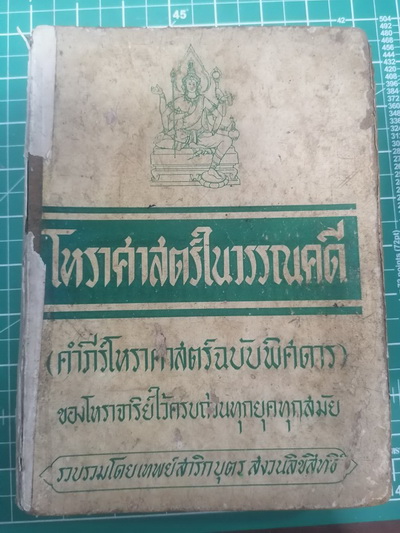 โหราศาสตร์ในวรรณคดี
(คำภีร์โหราศาสตร์ฉบับพิศดาร)
ของโหราจาริย์ไว้ครบถ้วนทุกยุคทุกสมัย
รวบรวมโดยเทพย์สาริกบุตร สงวนลิขสิทธิ์
45
42